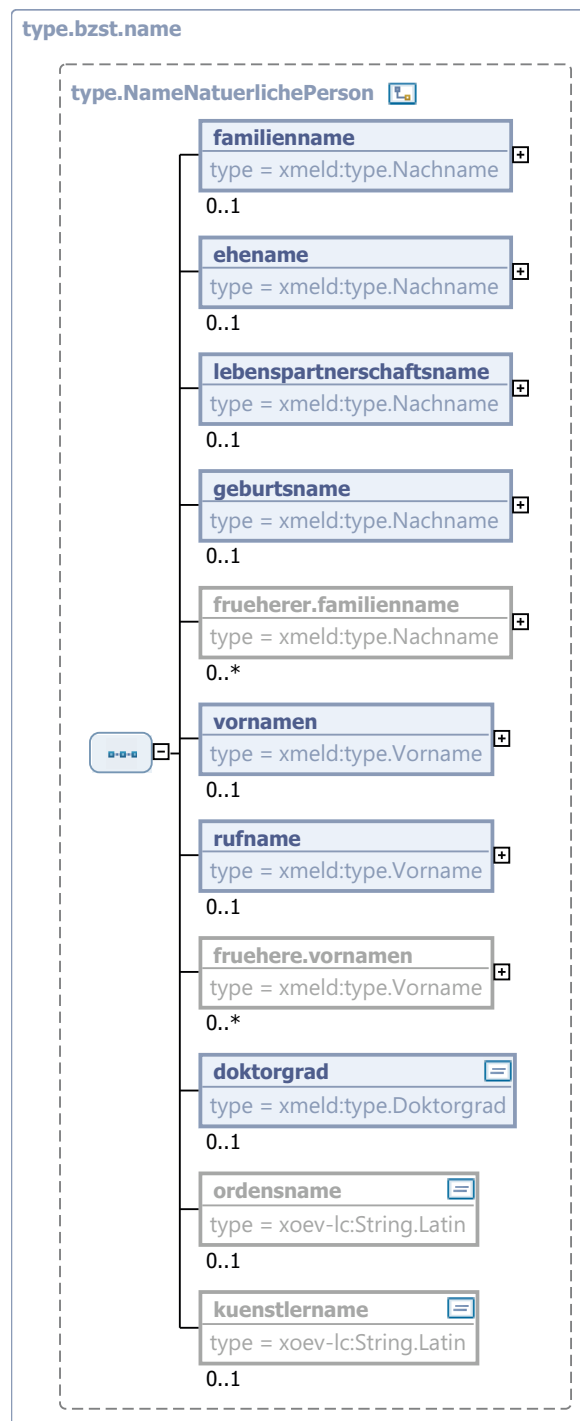 type.bzst.name
type.NameNatuerlichePerson
familienname
type = xmeld:type.Nachname
0..1
ehename
type = xmeld:type.Nachname
0..1
lebenspartnerschaftsname
type = xmeld:type.Nachname
0..1
geburtsname
type = xmeld:type.Nachname
0..1
frueherer.familienname
type = xmeld:type.Nachname
0..*
vornamen
type = xmeld:type.Vorname
0..1
rufname
type = xmeld:type.Vorname
0..1
fruehere.vornamen
type = xmeld:type.Vorname
0..*
doktorgrad
type = xmeld:type.Doktorgrad
0..1
ordensname
type = xoev-lc:String.Latin
0..1
kuenstlername
type = xoev-lc:String.Latin
0..1